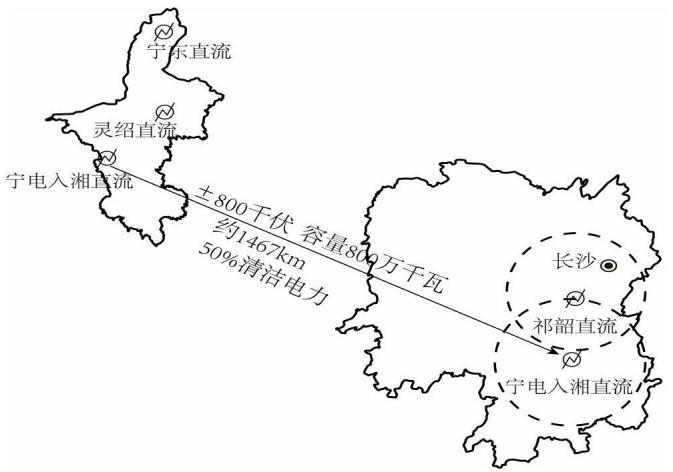 宁东直流
灵绍直流
宁电入湘直流
±800千伏 容量800万千瓦
约1467km
50%清洁电力
长沙
祁韶直流
宁电入湘直流